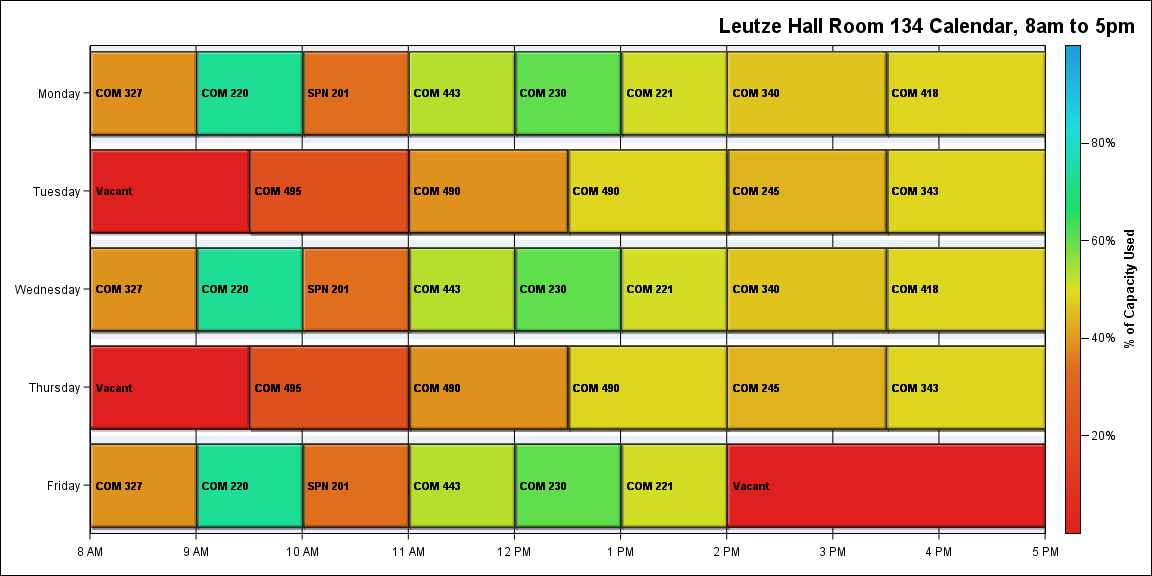 Leutze Hall Room 134 Calendar, 8am to 5pm
Monday
COM 327
COM 220
SPN 201
COM 443
COM 230
COM 221
COM 340
COM 418
Tuesday
Vacant
COM 495
COM 490
COM 490
COM 245
COM 343
Wednesday
COM 327
COM 220
SPN 201
COM 443
COM 230
COM 221
COM 340
COM 418
Thursday
Vacant
COM 495
COM 490
COM 490
COM 245
COM 343
Friday
COM 327
COM 220
SPN 201
COM 443
COM 230
COM 221
Vacant
8 AM
9 AM
10 AM
11 AM
12 PM
1 PM
2 PM
3 PM
4 PM
5 PM
80%
60%
40%
20%
% of Capacity Used